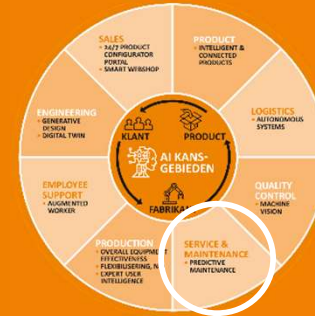 SALES
• 24/7 PRODUCT
CONFIGURATOR
PORTAL
• SMART WEBSHOP
PRODUCT
• INTELLIGENT &
CONNECTED
PRODUCTS
LOGISTICS
• AUTONOMOUS
SYSTEMS
QUALITY
CONTROL
• MACHINE
VISION
SERVICE &
MAINTENANCE
• PREDICTIVE
MAINTENANCE
PRODUCTION
• OVERALL EQUIPMENT
EFFECTIVENESS
• FLEXIBILISERING, N
• EXPERT USER
INTELLIGENCE
EMPLOYEE
SUPPORT
• AUGMENTED
WORKER
ENGINEERING
• GENERATIVE
DESIGN
• DIGITAL TWIN
KLANT
PRODUCT
AI KANS-
GEBIEDEN